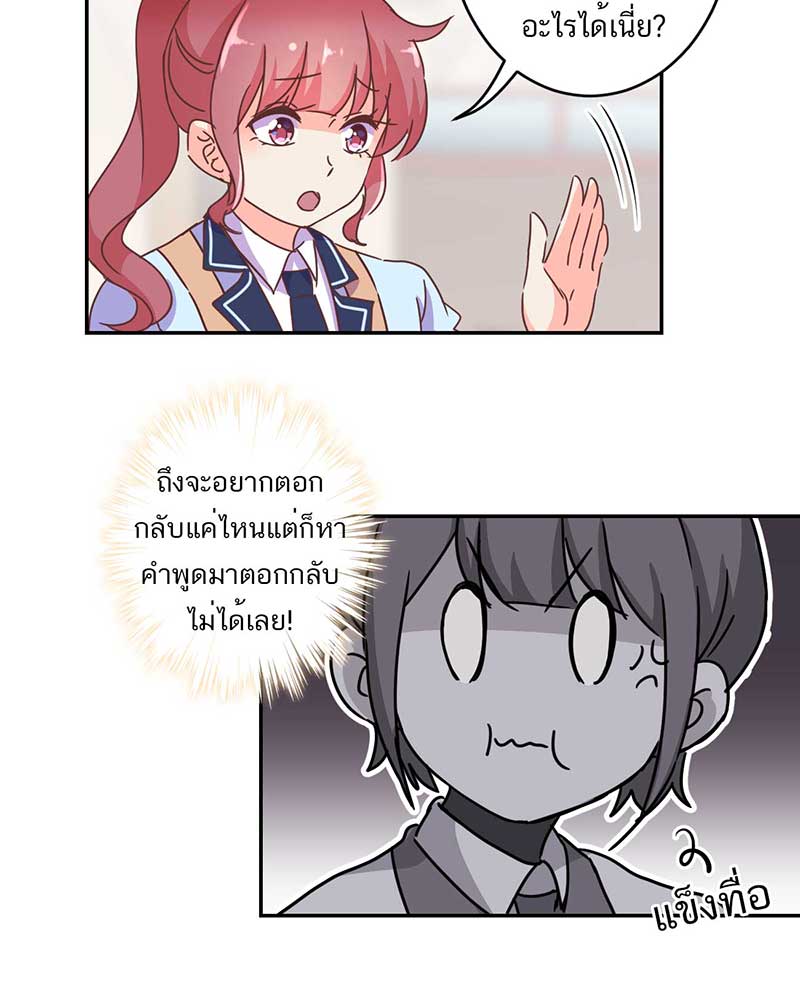 อะไรได้เนี่ย?
ถึงจะอยากตอก
กลับแค่ไหนแต่ก็หา
คำพูดมาตอกกลับ
ไม่ได้เลย!
แข็งทื่อ